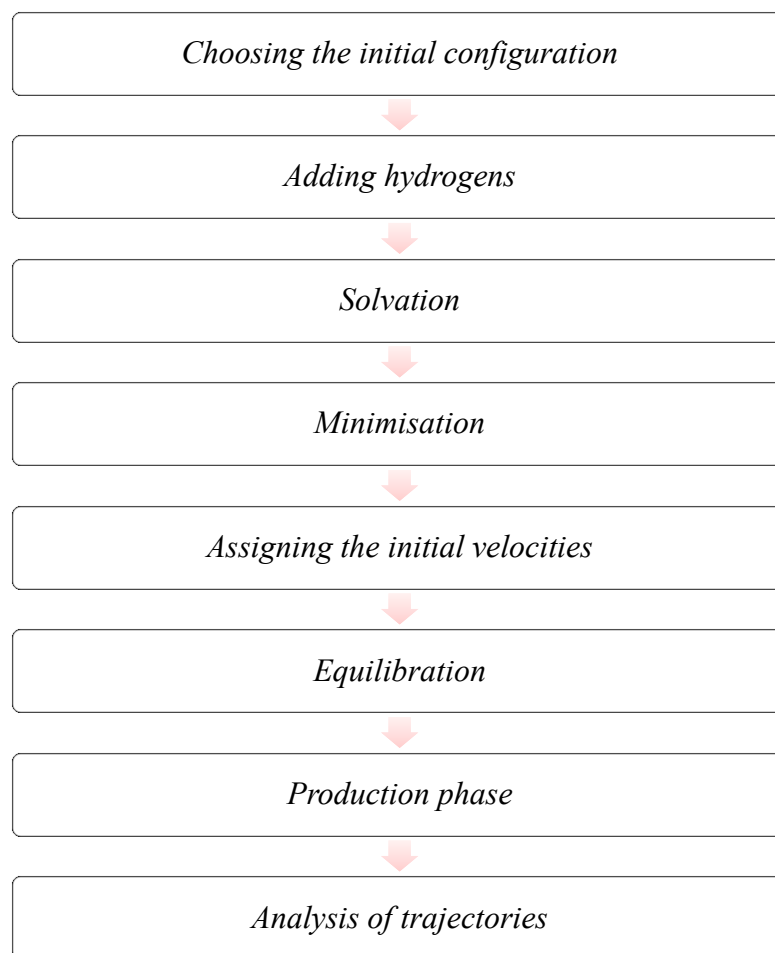 Choosing the initial configuration
Adding hydrogens
Solvation
Minimisation
Assigning the initial velocities
Equilibration
Production phase
Analysis of trajectories